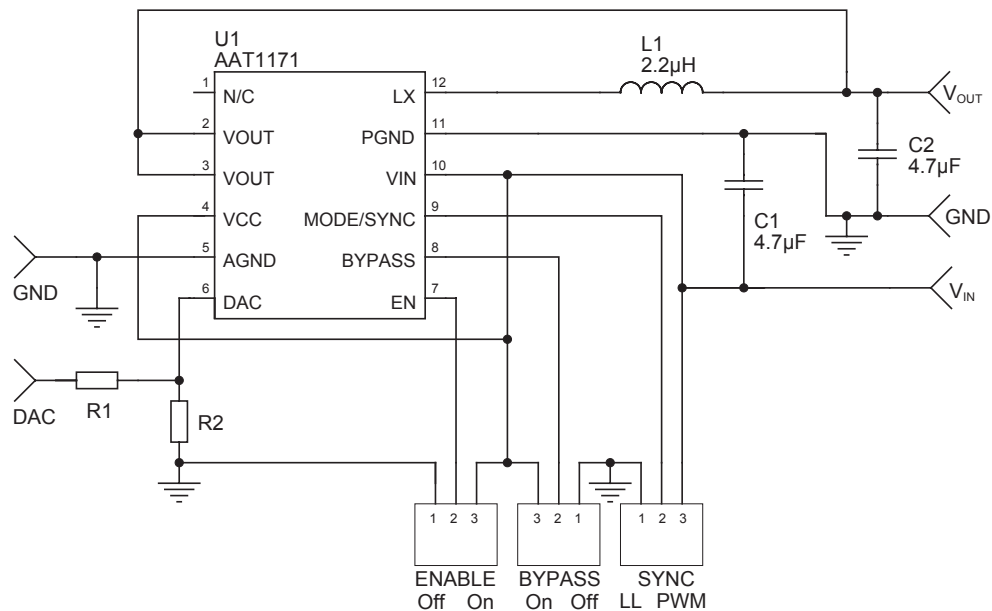 U1
AAT1171
1 N/C LX 12
2 VOUT PGND 11
3 VOUT VIN 10
4 VCC MODE/SYNC 9
5 AGND BYPASS 8
6 DAC EN 7
L1
2.2µH
VOUT
C2
4.7µF
GND
C1
4.7µF
VIN
GND
DAC
R1
R2
1 2 3
3 2 1
1 2 3
ENABLE
Off On
BYPASS
On Off
SYNC
LL PWM